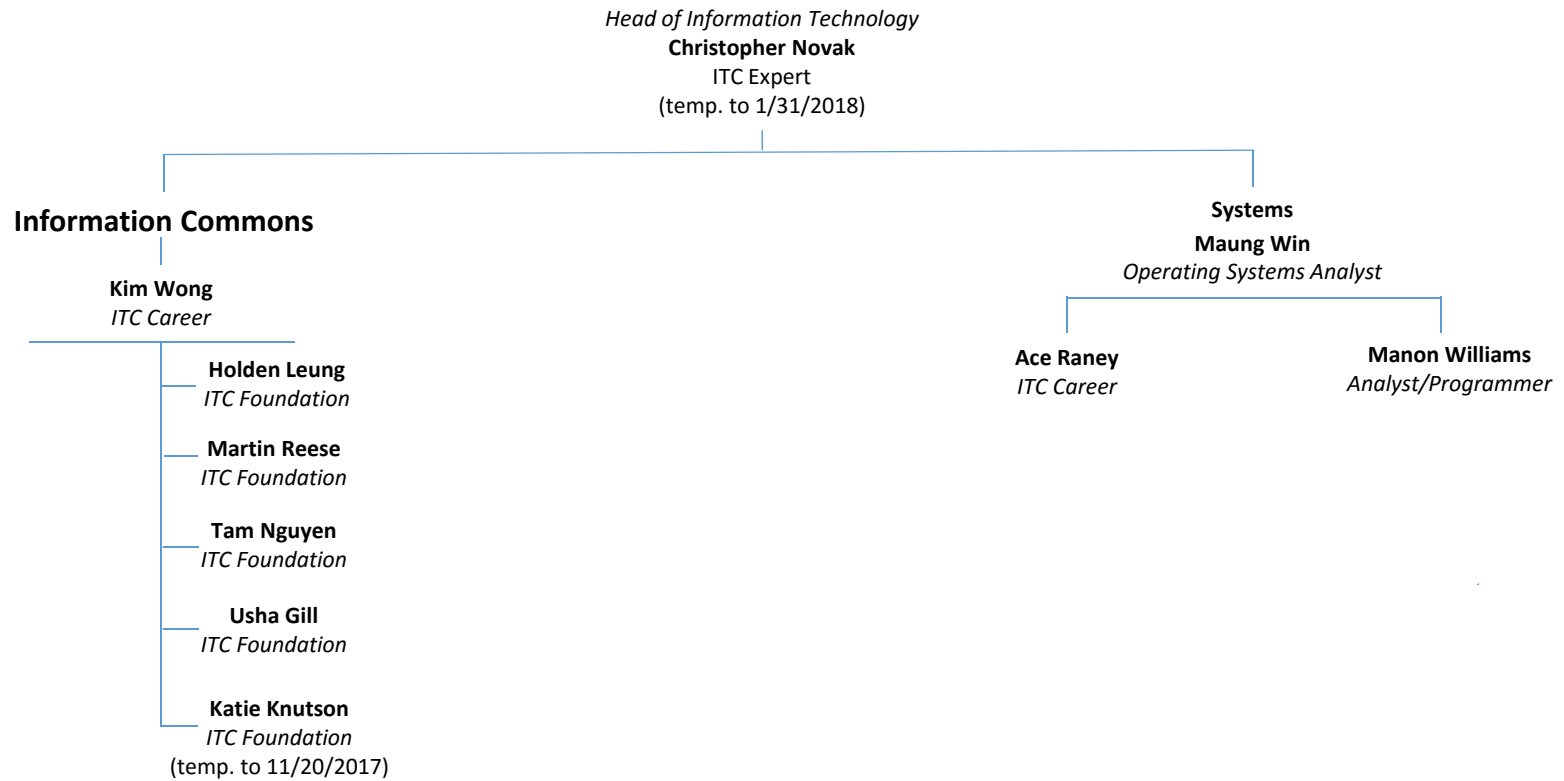 Head of Information Technology
Christopher Novak
ITC Expert
(temp. to 1/31/2018)
Information Commons
Kim Wong
ITC Career
Holden Leung
ITC Foundation
Martin Reese
ITC Foundation
Tam Nguyen
ITC Foundation
Usha Gill
ITC Foundation
Katie Knutson
ITC Foundation
(temp. to 11/20/2017)
Systems
Maung Win
Operating Systems Analyst
Ace Raney
ITC Career
Manon Williams
Analyst/Programmer